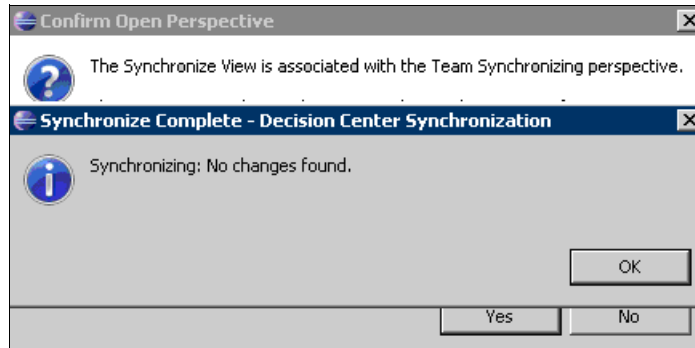 Confirm Open Perspective
The Synchronize View is associated with the Team Synchronizing perspective.
Synchronize Complete - Decision Center Synchronization
Synchronizing: No changes found.
OK
Yes
No